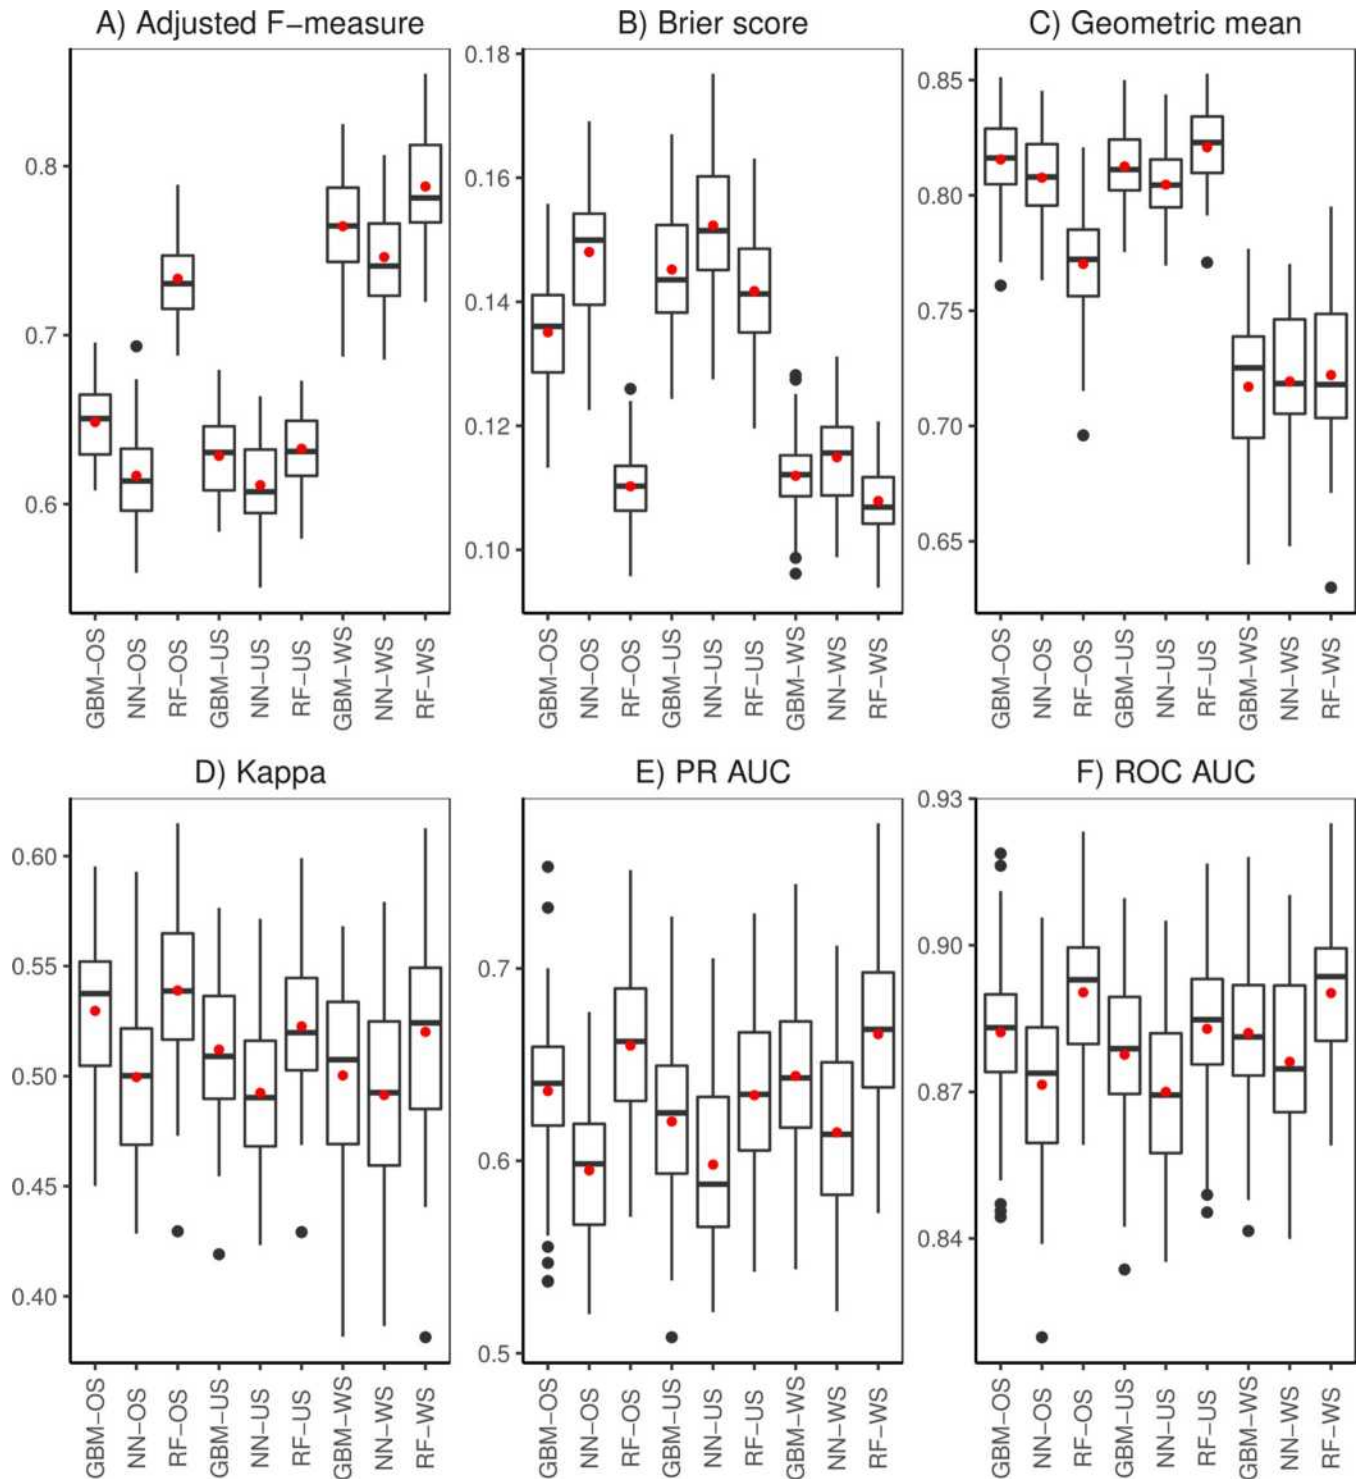 A) Adjusted F−measure
B) Brier score
C) Geometric mean
0.8
0.7
0.6
0.18
0.16
0.14
0.12
0.10
0.85
0.80
0.75
0.70
0.65
GBM−OS
NN−OS
RF−OS
GBM−US
NN−US
RF−US
GBM−WS
NN−WS
RF−WS
GBM−OS
NN−OS
RF−OS
GBM−US
NN−US
RF−US
GBM−WS
NN−WS
RF−WS
GBM−OS
NN−OS
RF−OS
GBM−US
NN−US
RF−US
GBM−WS
NN−WS
RF−WS
D) Kappa
E) PR AUC
F) ROC AUC
0.60
0.55
0.50
0.45
0.40
0.7
0.6
0.5
0.93
0.90
0.87
0.84
GBM−OS
NN−OS
RF−OS
GBM−US
NN−US
RF−US
GBM−WS
NN−WS
RF−WS
GBM−OS
NN−OS
RF−OS
GBM−US
NN−US
RF−US
GBM−WS
NN−WS
RF−WS
GBM−OS
NN−OS
RF−OS
GBM−US
NN−US
RF−US
GBM−WS
NN−WS
RF−WS